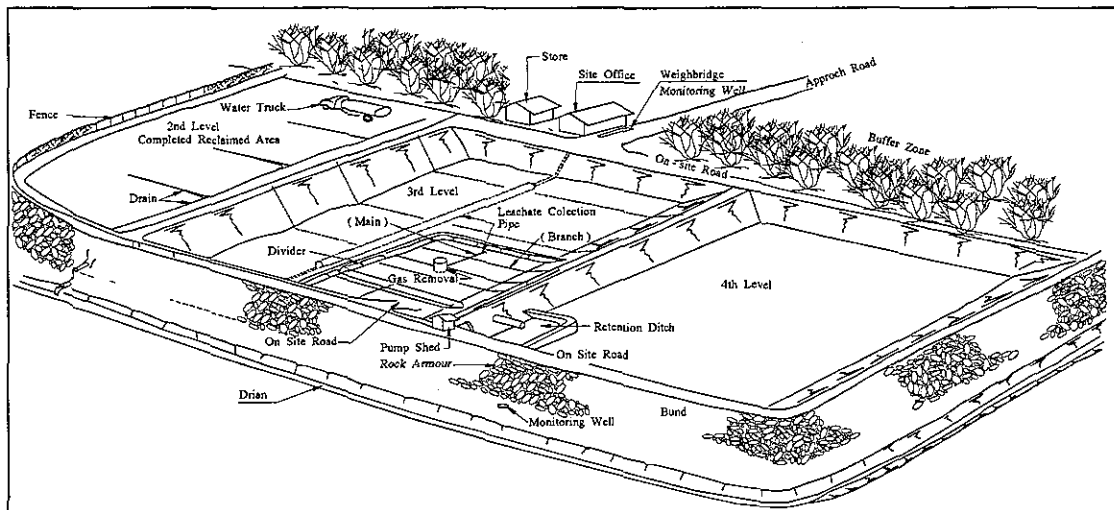 Store
Site Office
Weighbridge
Monitoring Well
Approch Road
Water Truck
Fence
2nd Level
Completed Reclaimed Area
Buffer Zone
On-site Road
3rd Level
Drain
Leachate Colection
Pipe
( Main )
( Branch )
Divider
Gas Removal
4th Level
Retention Ditch
On Site Road
Pump Shed
Rock Armour
On Site Road
Drian
Monitoring Well
Bund